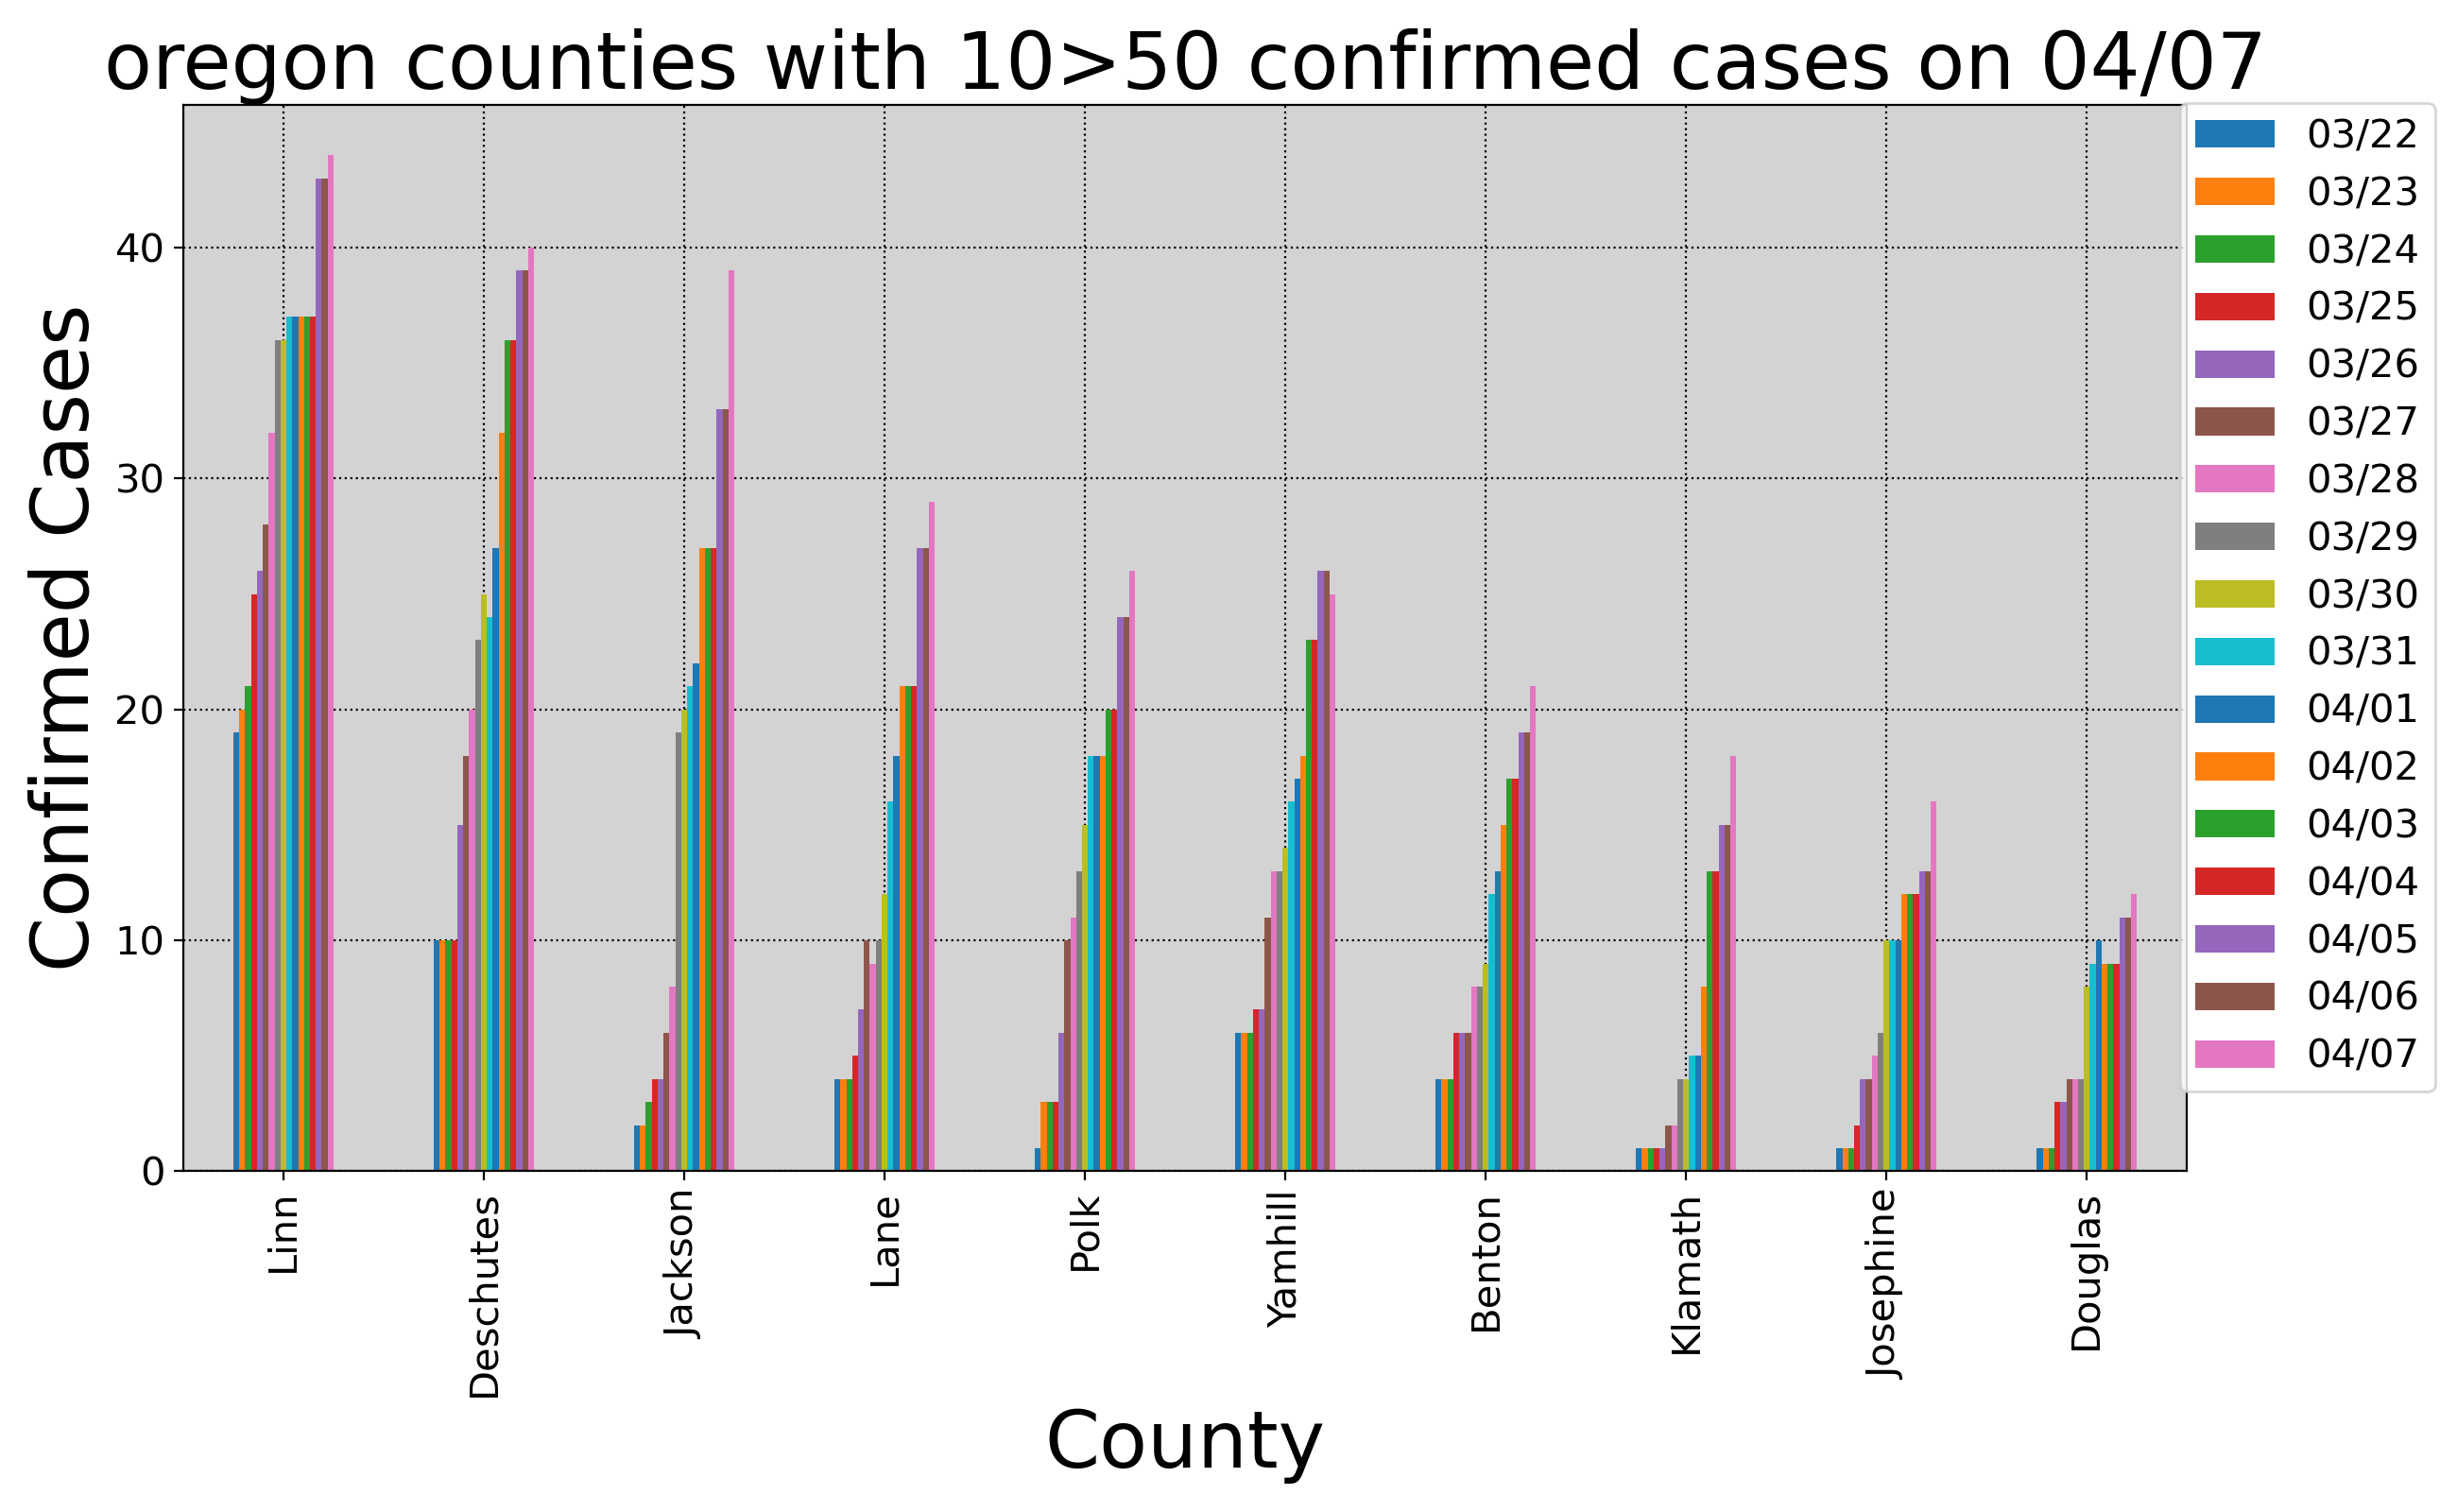 oregon counties with 10>50 confirmed cases on 04/07
Confirmed Cases
40
30
20
10
0
Linn
Deschutes
Jackson
Lane
Polk
Yamhill
Benton
Klamath
Josephine
Douglas
County
03/22
03/23
03/24
03/25
03/26
03/27
03/28
03/29
03/30
03/31
04/01
04/02
04/03
04/04
04/05
04/06
04/07